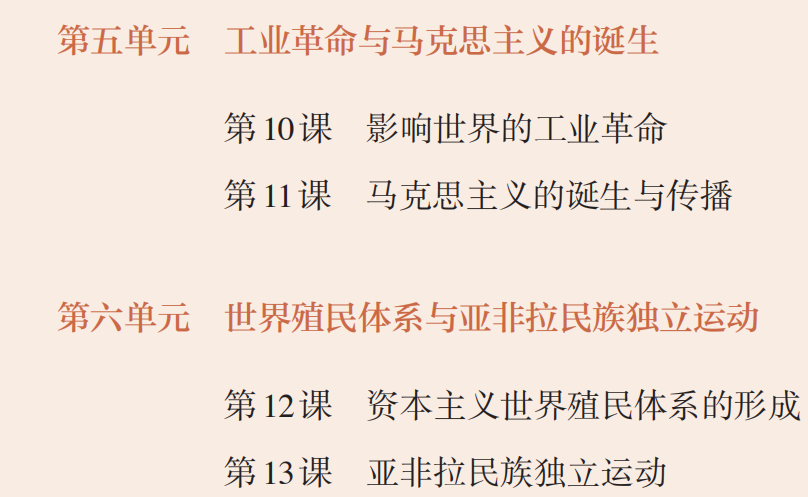 第五单元 工业革命与马克思主义的诞生
第10课 影响世界的工业革命
第11课 马克思主义的诞生与传播
第六单元 世界殖民体系与亚非拉民族独立运动
第12课 资本主义世界殖民体系的形成
第13课 亚非拉民族独立运动